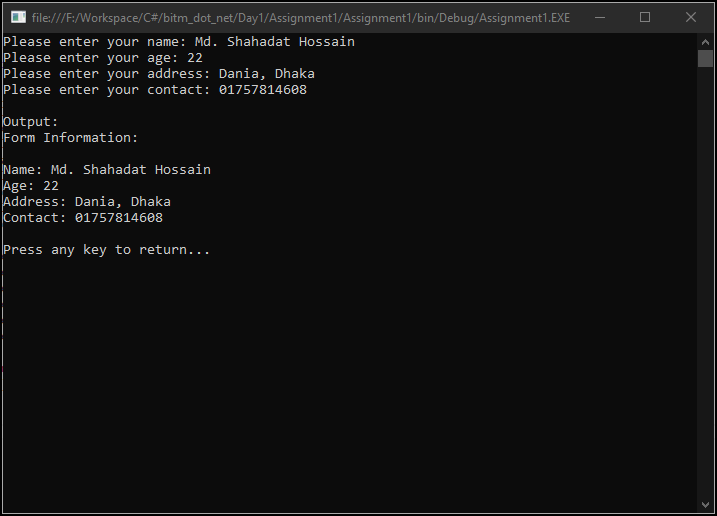 file:///F:/Workspace/C#/bitm_dot_net/Day1/Assignment1/Assignment1/bin/Debug/Assignment1.EXE
Please enter your name: Md. Shahadat Hossain
Please enter your age: 22
Please enter your address: Dania, Dhaka
Please enter your contact: 01757814608
Output:
Form Information:
Name: Md. Shahadat Hossain
Age: 22
Address: Dania, Dhaka
Contact: 01757814608
Press any key to return...